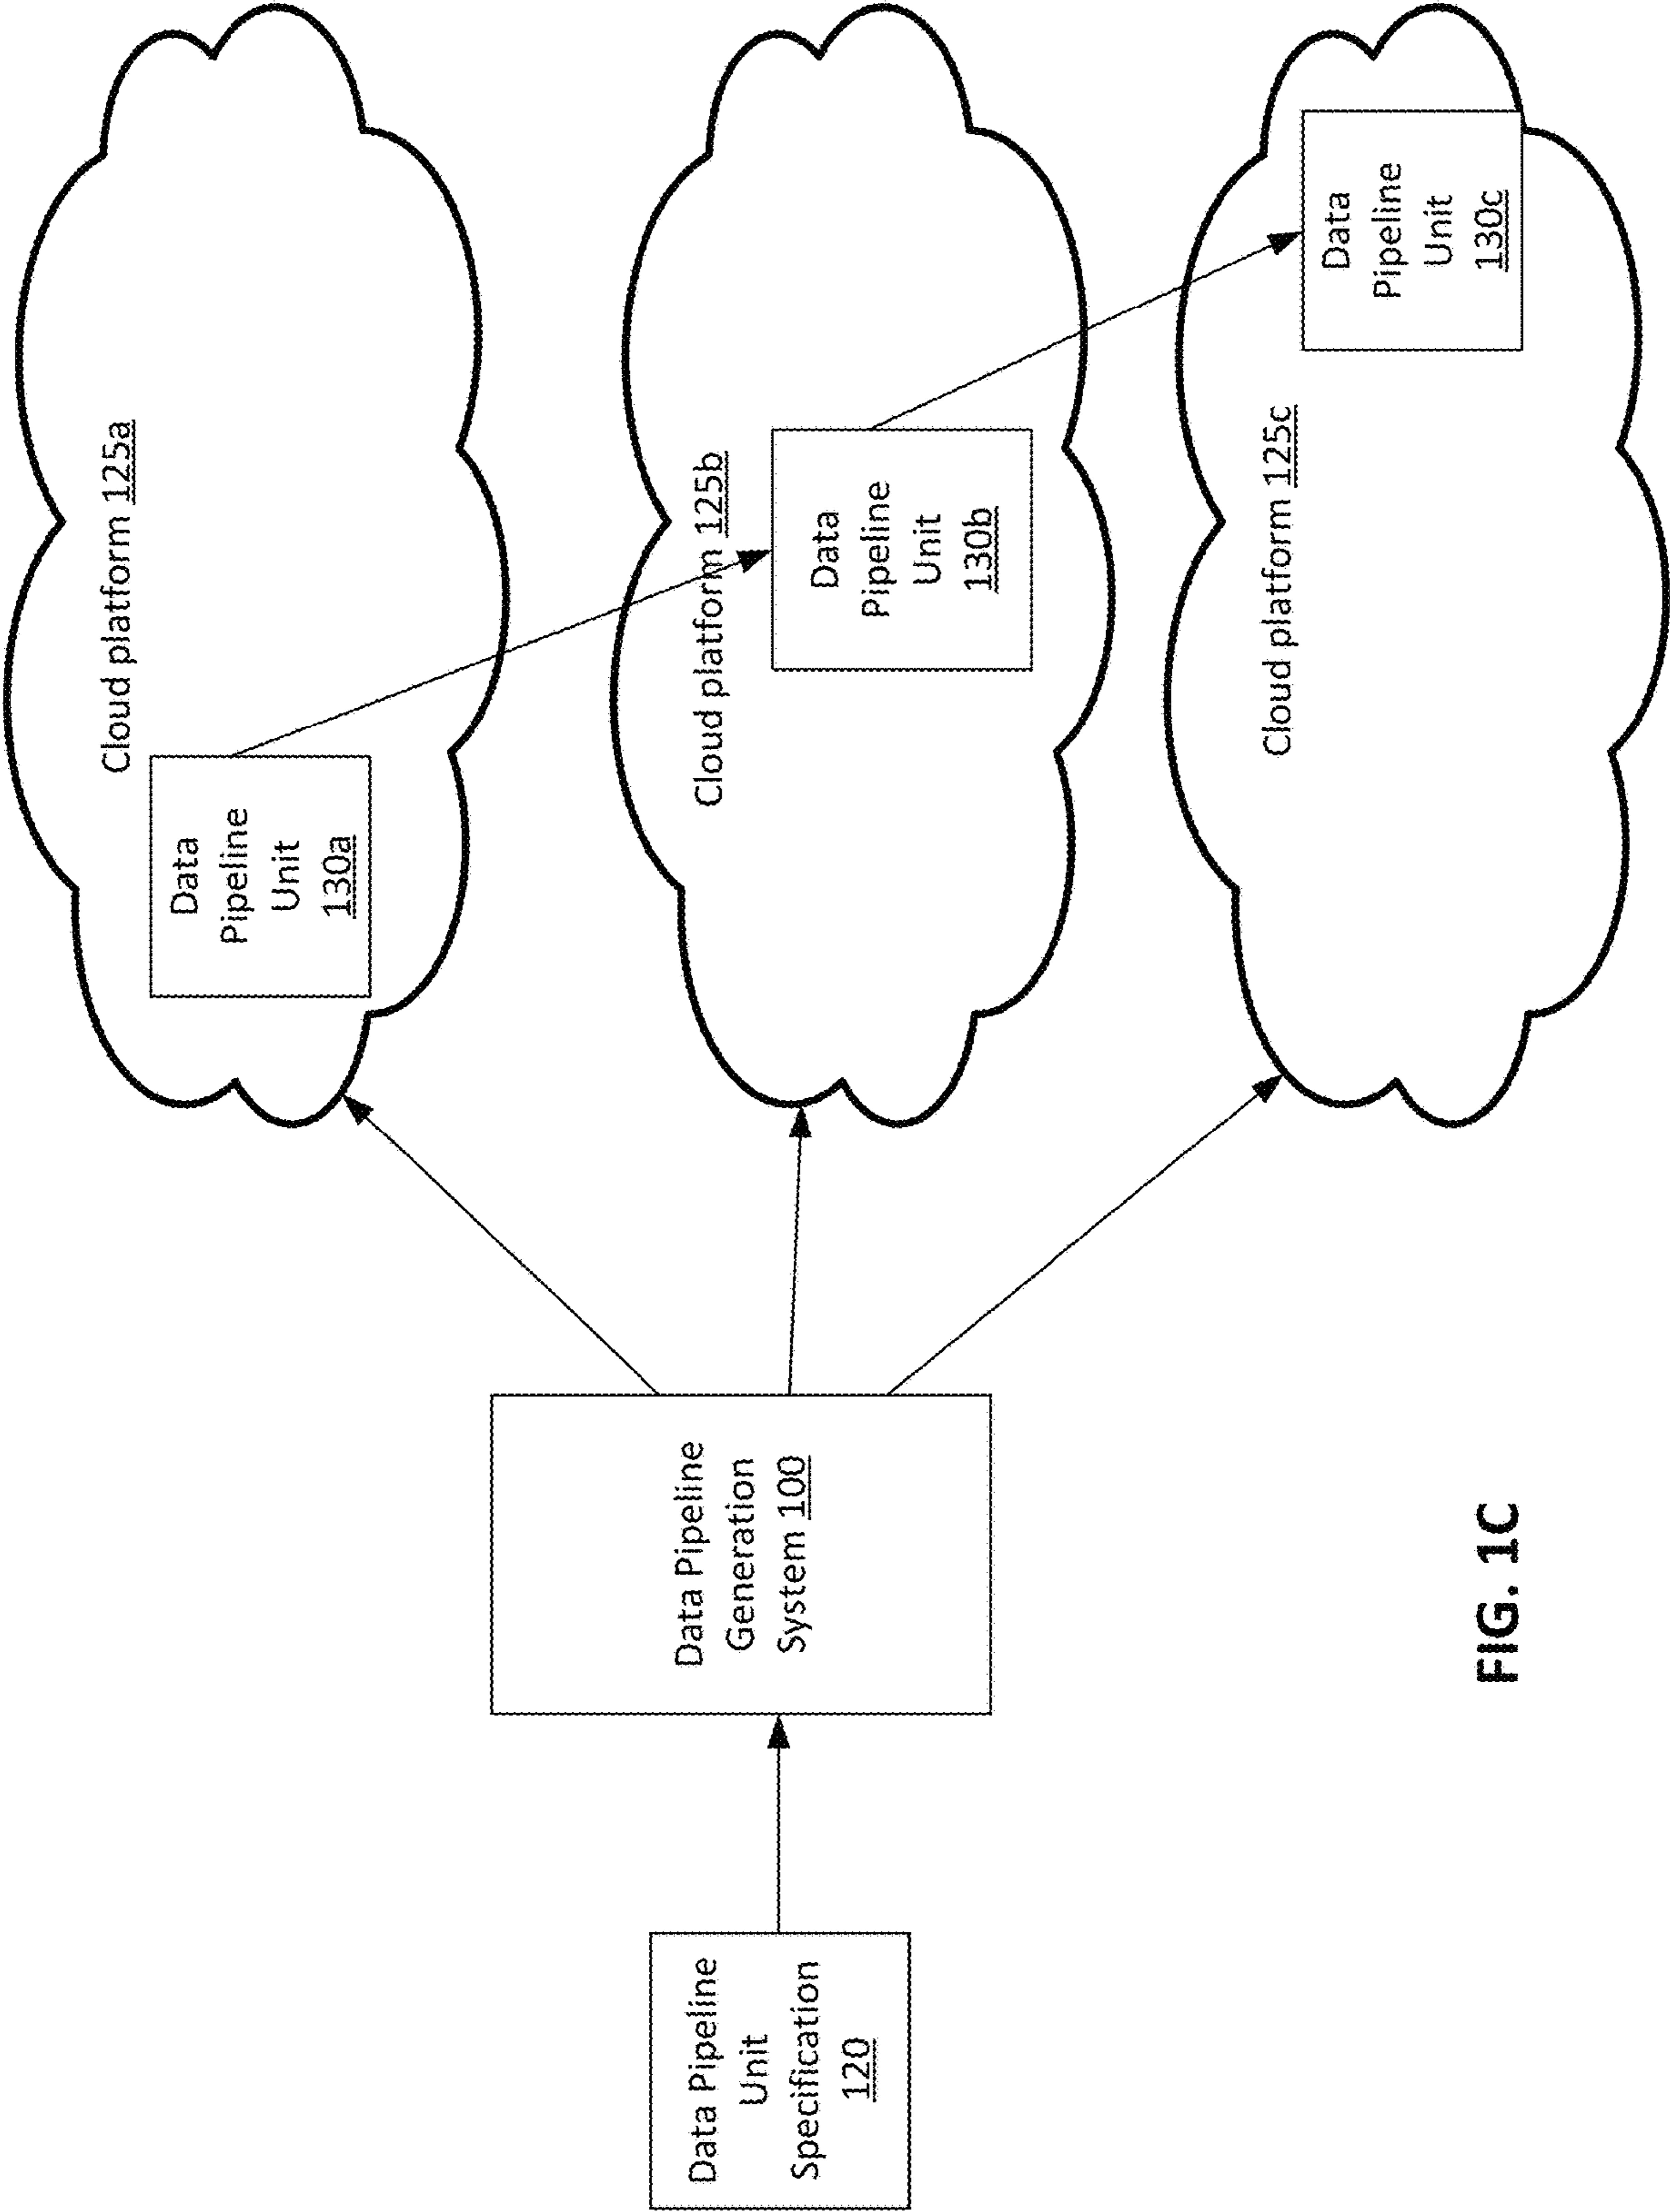 Cloud platform 125a
Data
Pipeline
Unit
130a
Cloud platform 125b
Data
Pipeline
Unit
130b
Cloud platform 125c
Data
Pipeline
Unit
130c
Data Pipeline
Generation
System 100
Data Pipeline
Unit
Specification
120
FIG. 1C